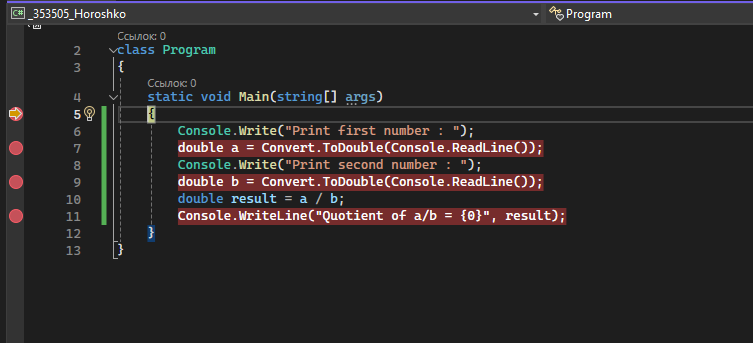 C# _353505_Horoshko Program
Ссылок: 0
2 class Program
3 {
Ссылок: 0
4 static void Main(string[] args)
5 {
6 Console.Write("Print first number : ");
7 double a = Convert.ToDouble(Console.ReadLine());
8 Console.Write("Print second number : ");
9 double b = Convert.ToDouble(Console.ReadLine());
10 double result = a / b;
11 Console.WriteLine("Quotient of a/b = {0}", result);
12 }
13 }